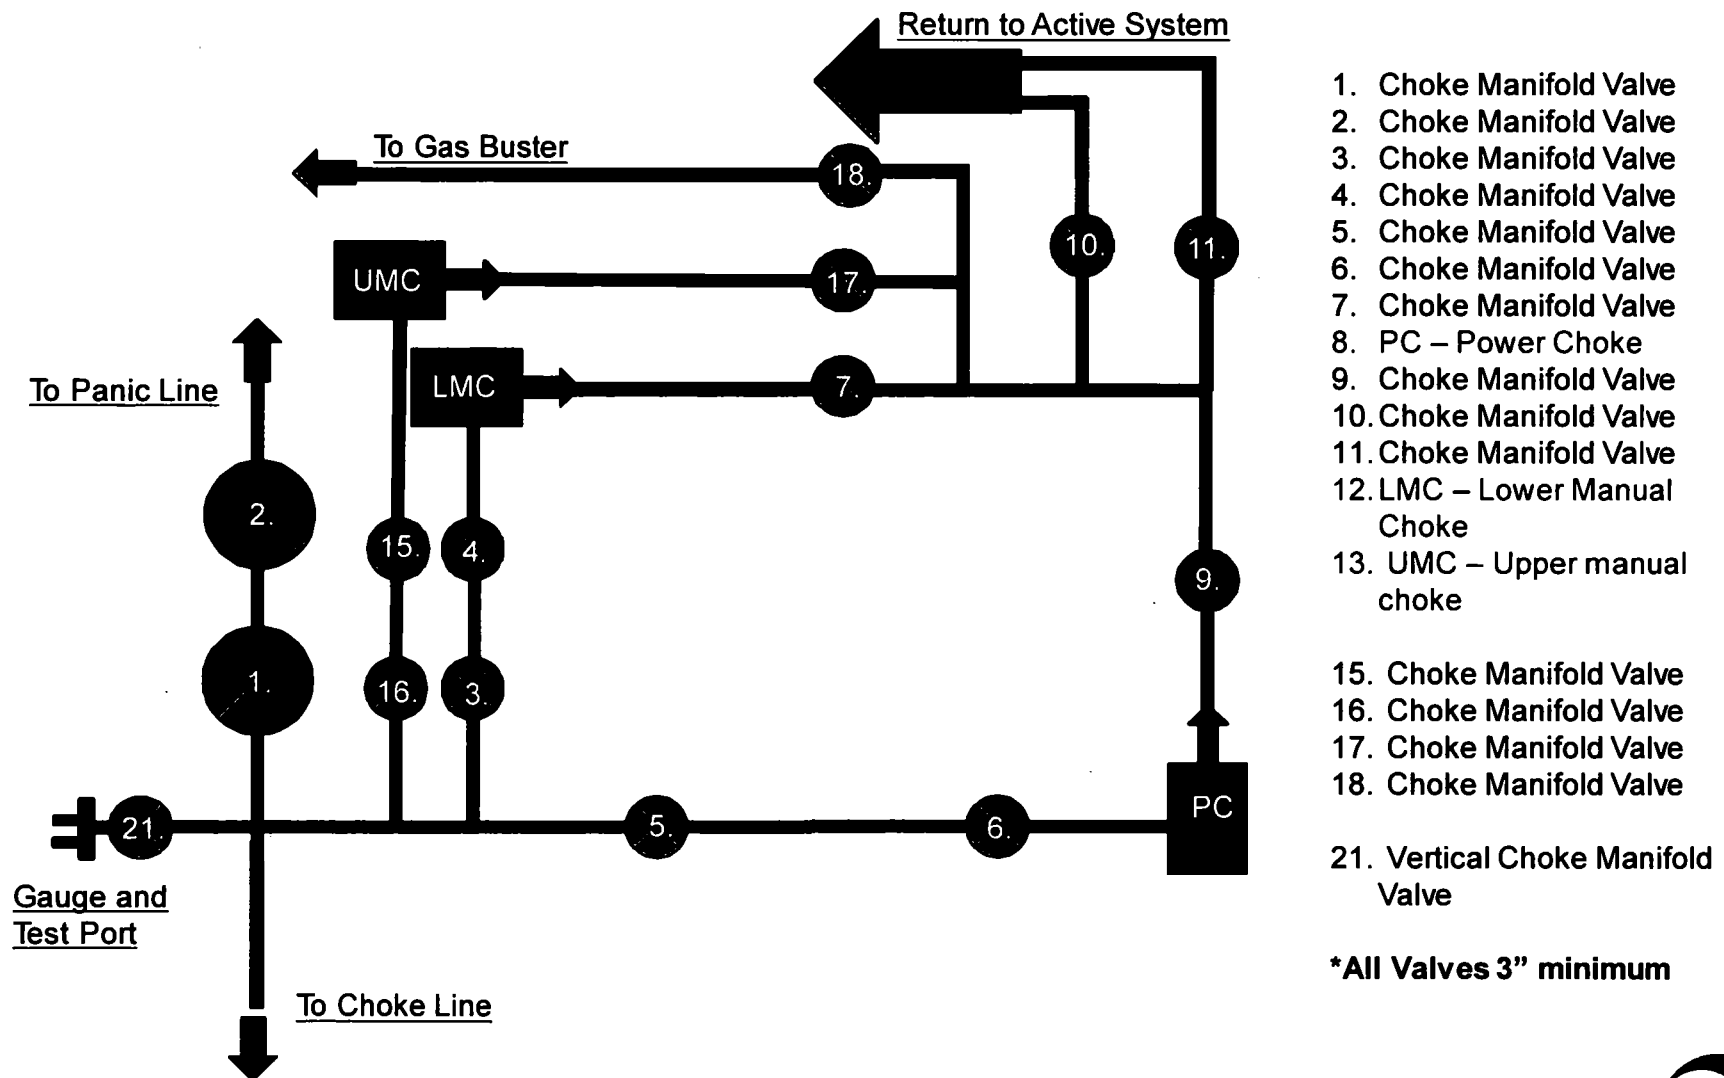 Return to Active System
To Gas Buster
18.
10.
11.
UMC
17.
LMC
7.
To Panic Line
2.
15.
4.
9.
1.
16.
3.
21.
5.
6.
PC
Gauge and
Test Port
To Choke Line
1. Choke Manifold Valve
2. Choke Manifold Valve
3. Choke Manifold Valve
4. Choke Manifold Valve
5. Choke Manifold Valve
6. Choke Manifold Valve
7. Choke Manifold Valve
8. PC – Power Choke
9. Choke Manifold Valve
10. Choke Manifold Valve
11. Choke Manifold Valve
12. LMC – Lower Manual
Choke
13. UMC – Upper manual
choke
15. Choke Manifold Valve
16. Choke Manifold Valve
17. Choke Manifold Valve
18. Choke Manifold Valve
21. Vertical Choke Manifold
Valve
*All Valves 3” minimum